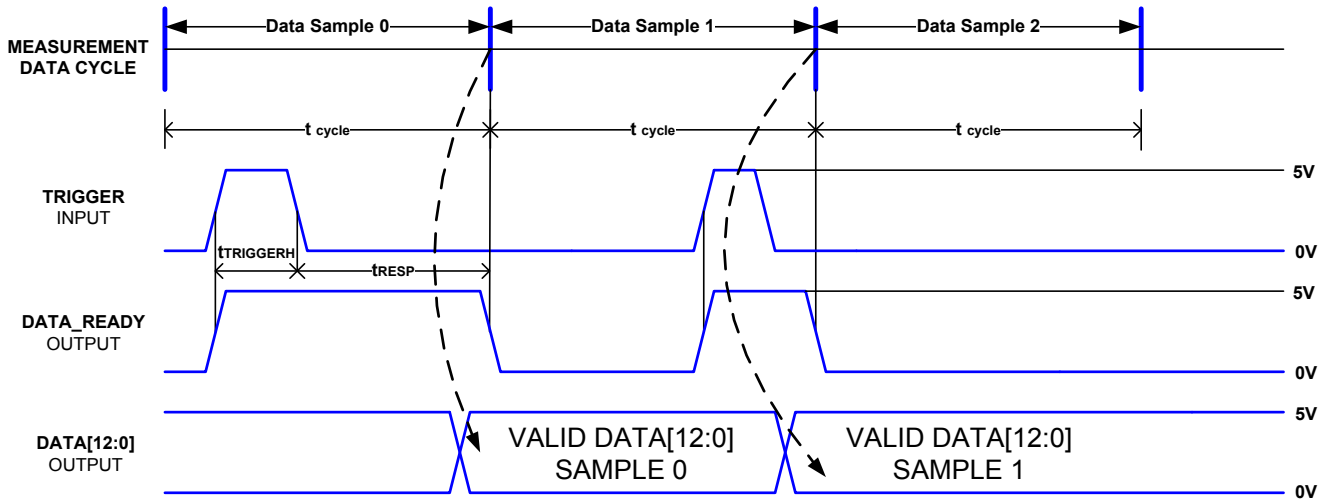 Data Sample 0
Data Sample 1
Data Sample 2
MEASUREMENT
DATA CYCLE
t cycle
t cycle
t cycle
TRIGGER
INPUT
5V
0V
tTRIGGERH
tRESP
DATA_READY
OUTPUT
5V
0V
DATA[12:0]
OUTPUT
VALID DATA[12:0]
SAMPLE 0
VALID DATA[12:0]
SAMPLE 1
5V
0V